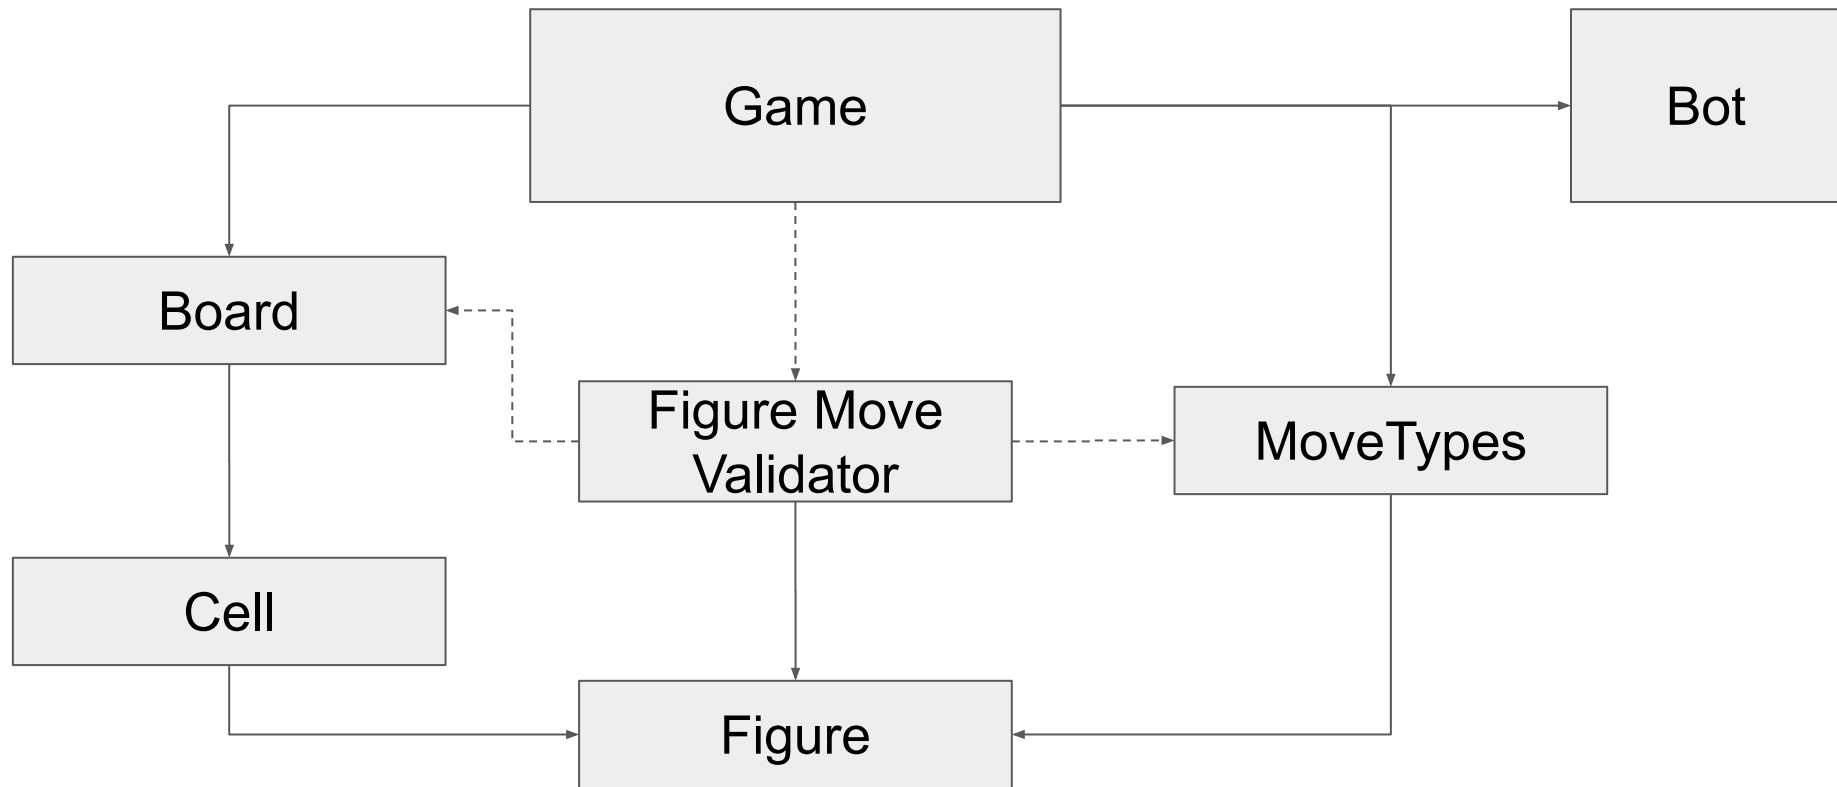 Game
Bot
Board
Figure Move
Validator
MoveTypes
Cell
Figure